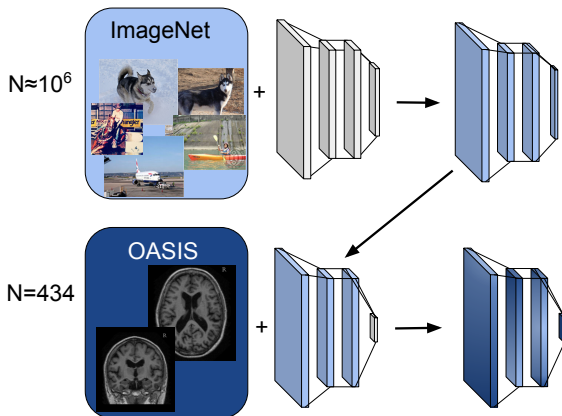 ImageNet
N≈10⁶
+
OASIS
R
N=434
R
+